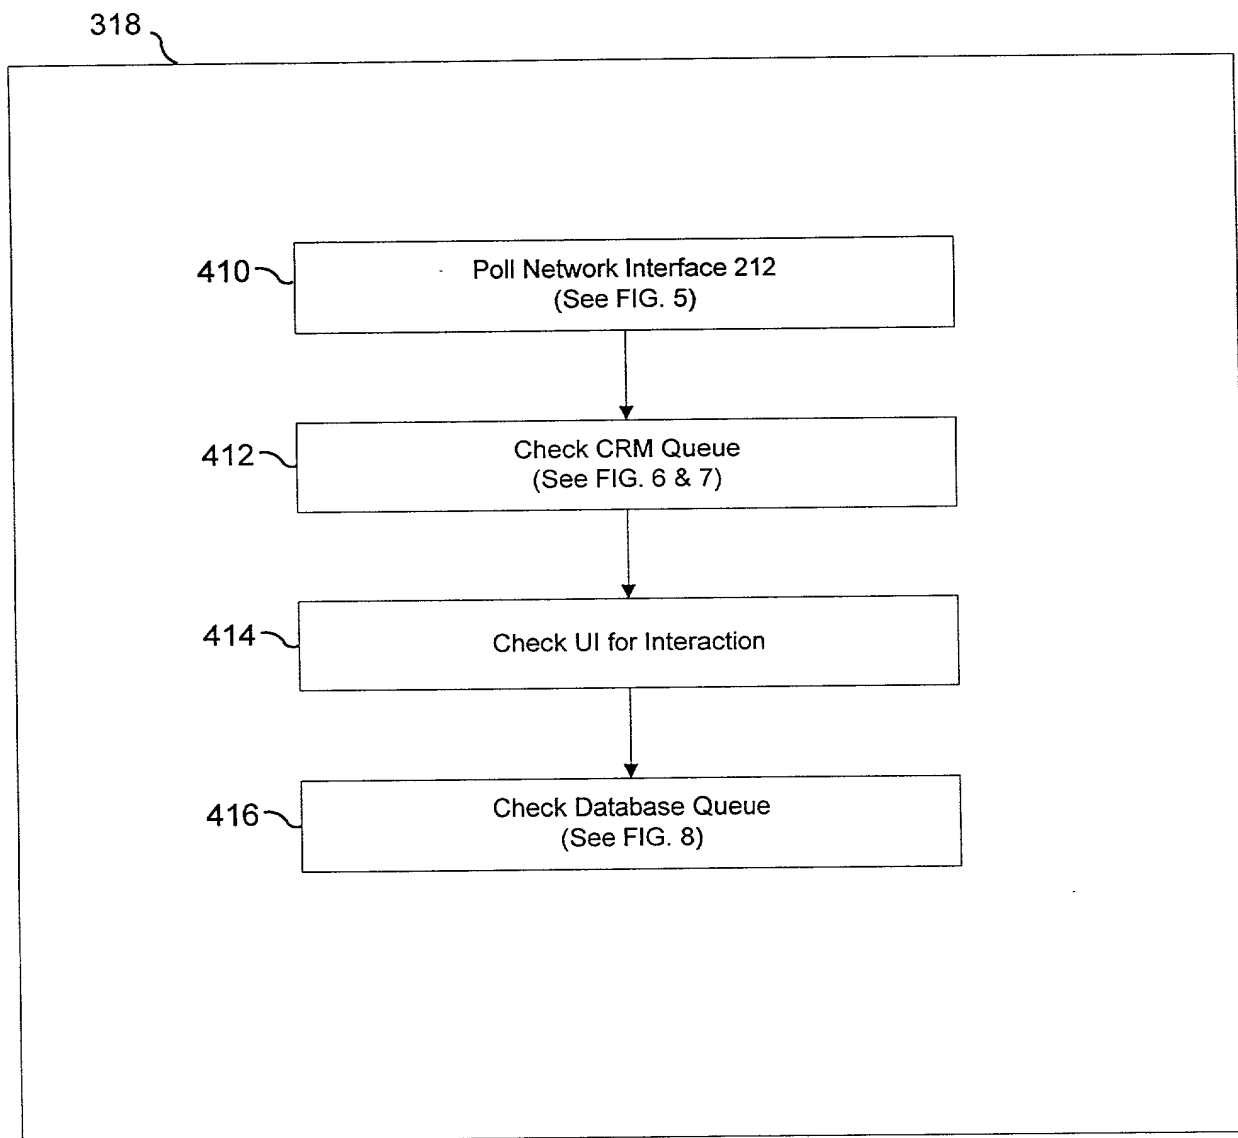 318
410
Poll Network Interface 212
(See FIG. 5)
412
Check CRM Queue
(See FIG. 6 & 7)
414
Check UI for Interaction
416
Check Database Queue
(See FIG. 8)